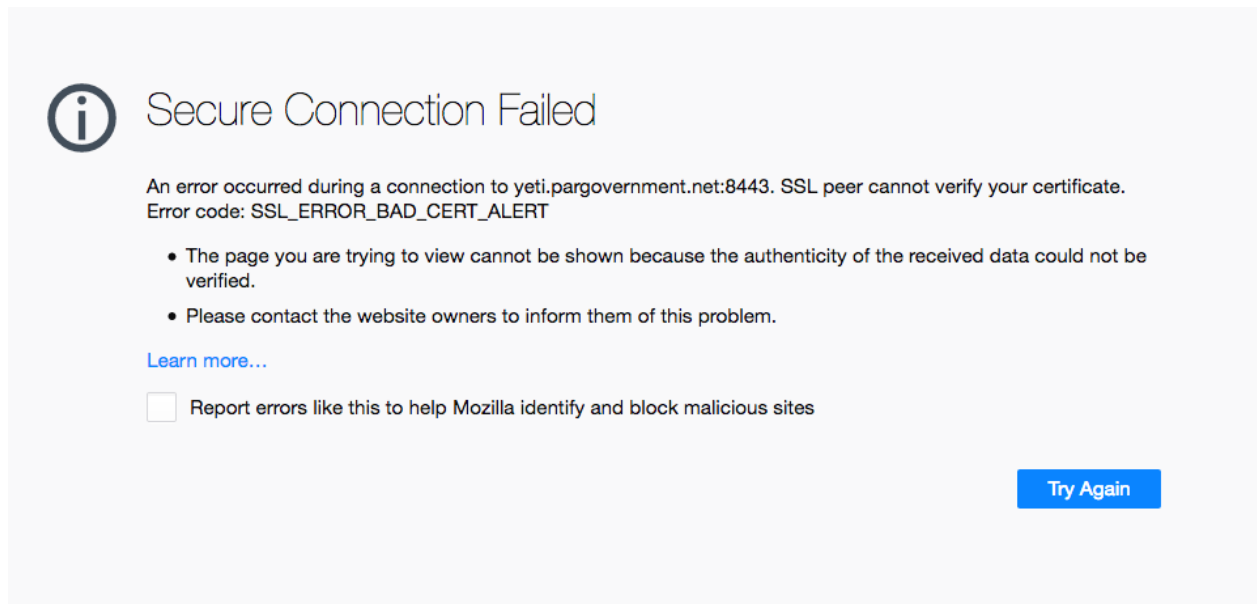 Secure Connection Failed
An error occurred during a connection to yeti.pargovernment.net:8443. SSL peer cannot verify your certificate.
Error code: SSL_ERROR_BAD_CERT_ALERT
• The page you are trying to view cannot be shown because the authenticity of the received data could not be
verified.
• Please contact the website owners to inform them of this problem.
Learn more...
Report errors like this to help Mozilla identify and block malicious sites
Try Again